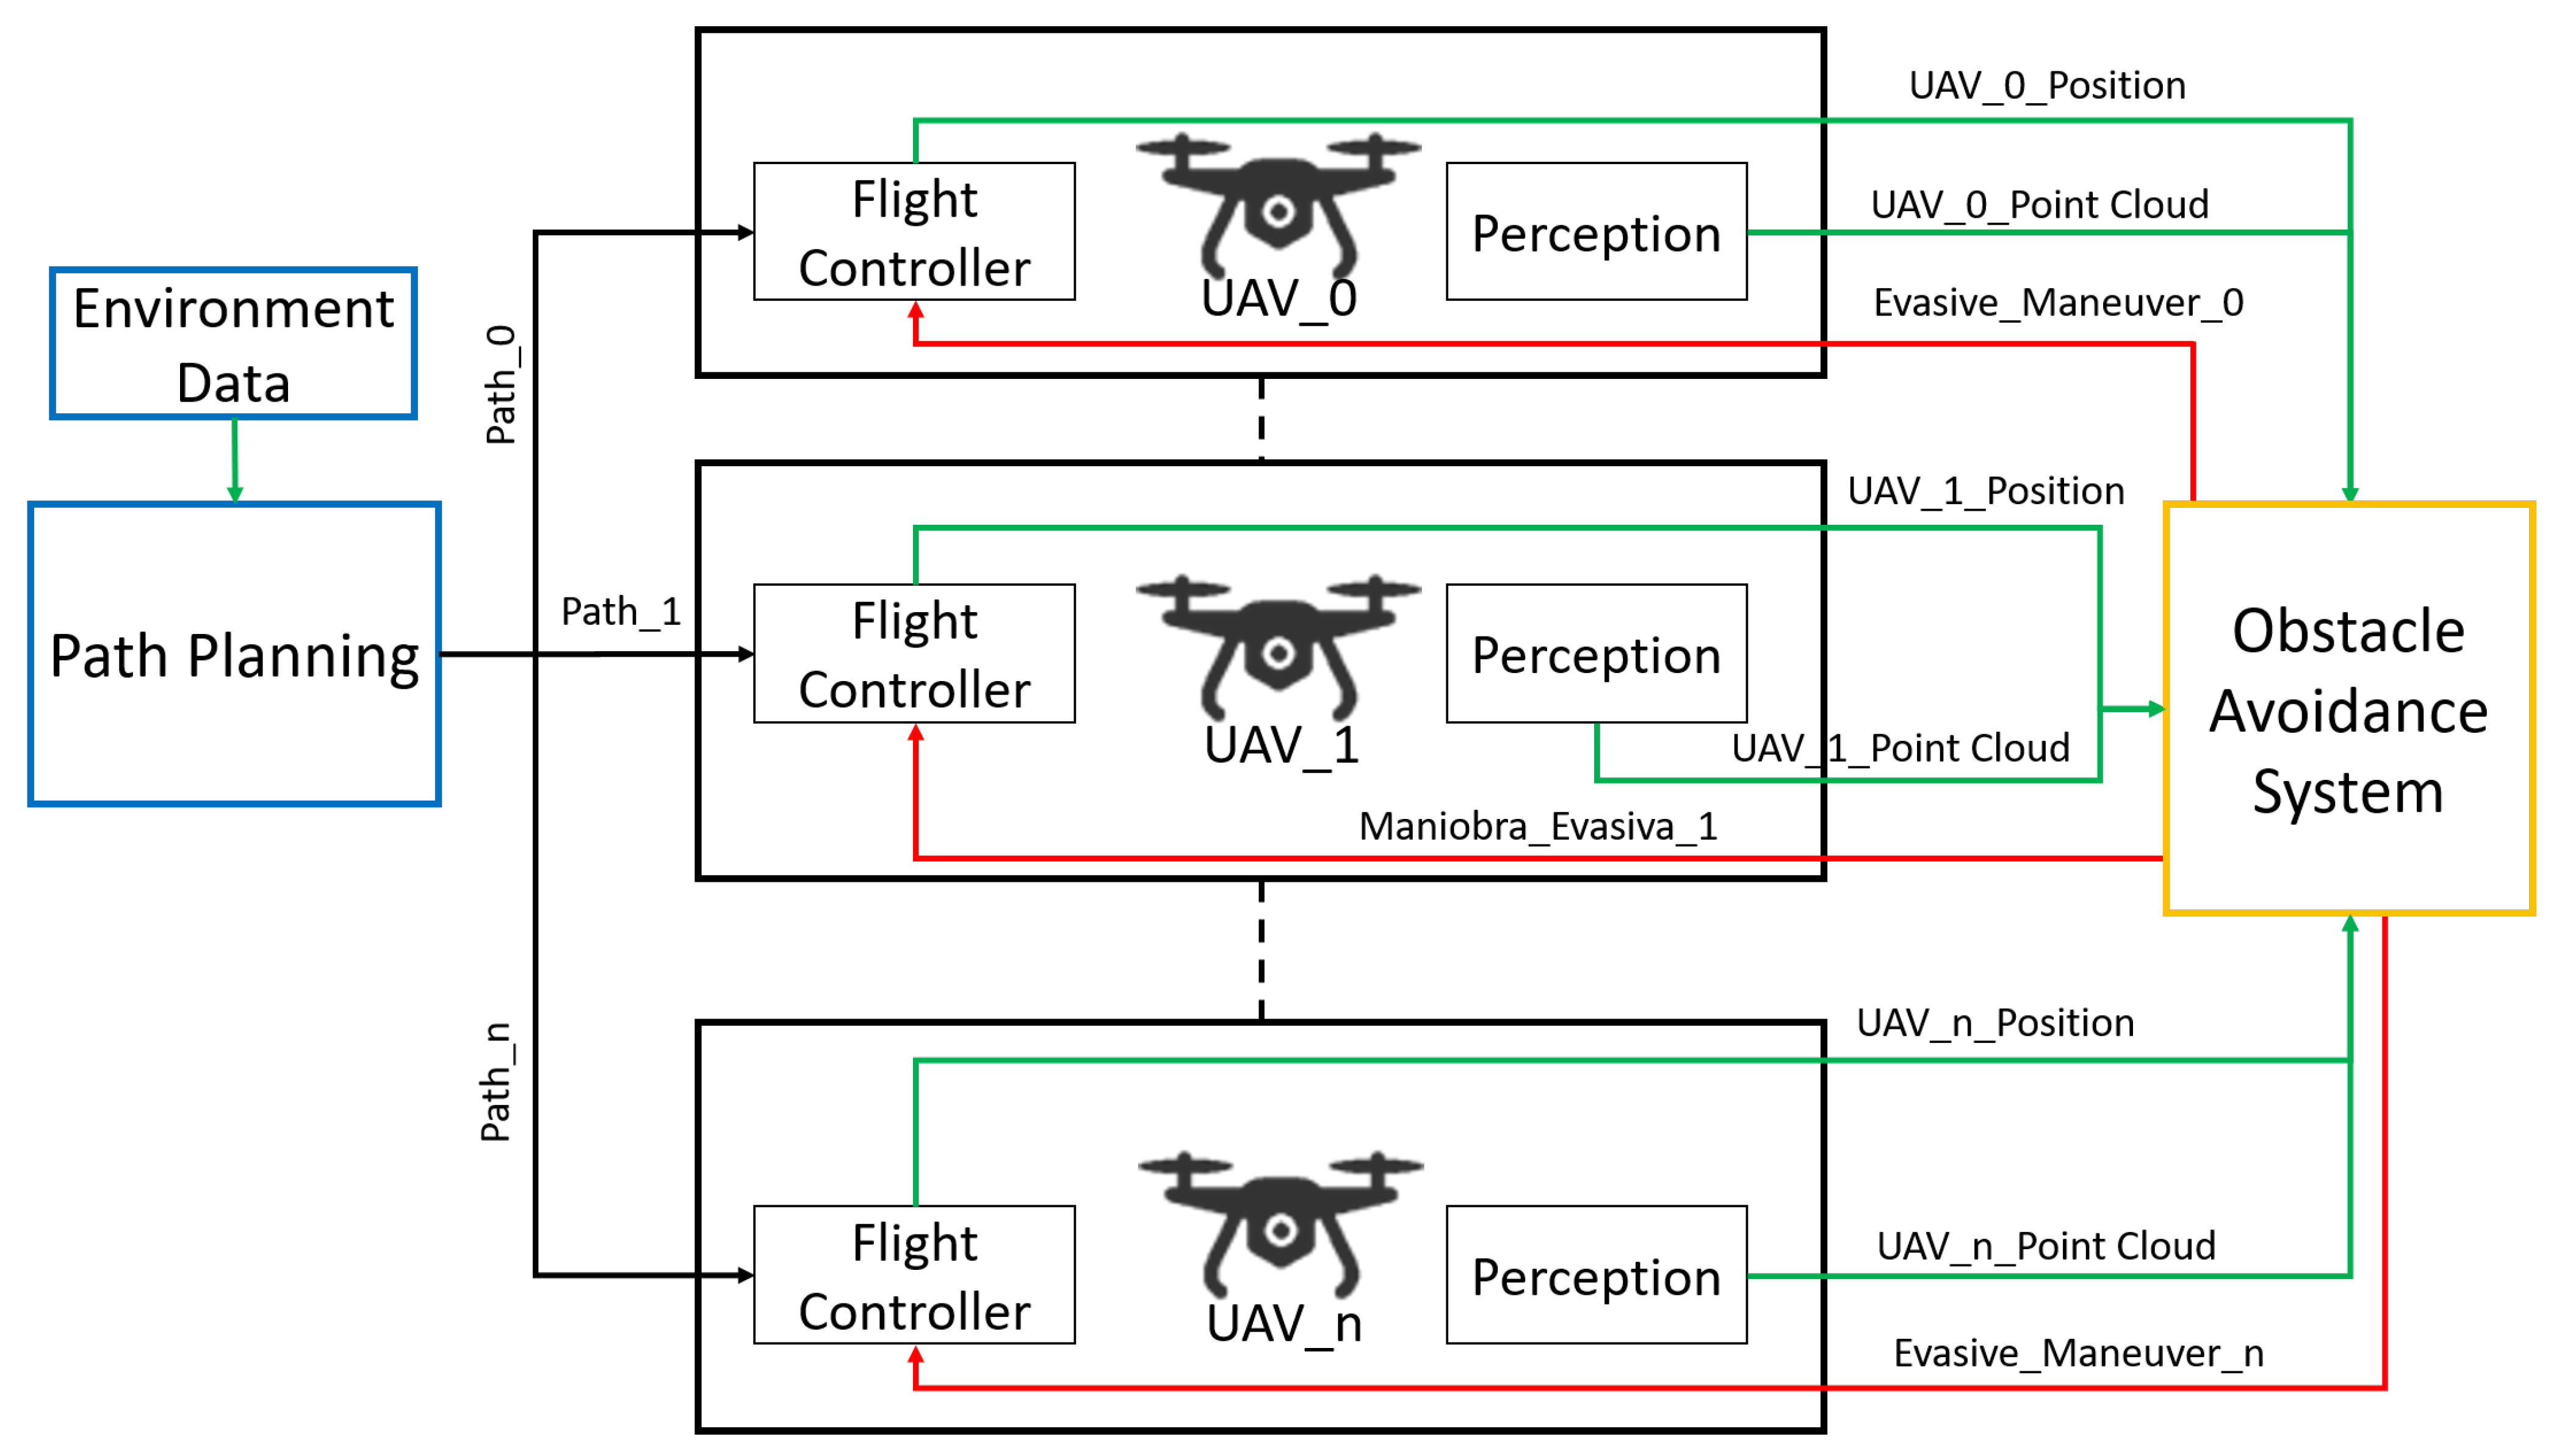 Environment
Data
Path Planning
Path_0
Path_1
Path_n
Flight
Controller
UAV_0
Perception
UAV_0_Position
UAV_0_Point Cloud
Evasive_Maneuver_0
Flight
Controller
UAV_1
Perception
UAV_1_Position
UAV_1_Point Cloud
Maniobra_Evasiva_1
Flight
Controller
UAV_n
Perception
UAV_n_Position
UAV_n_Point Cloud
Evasive_Maneuver_n
Obstacle
Avoidance
System